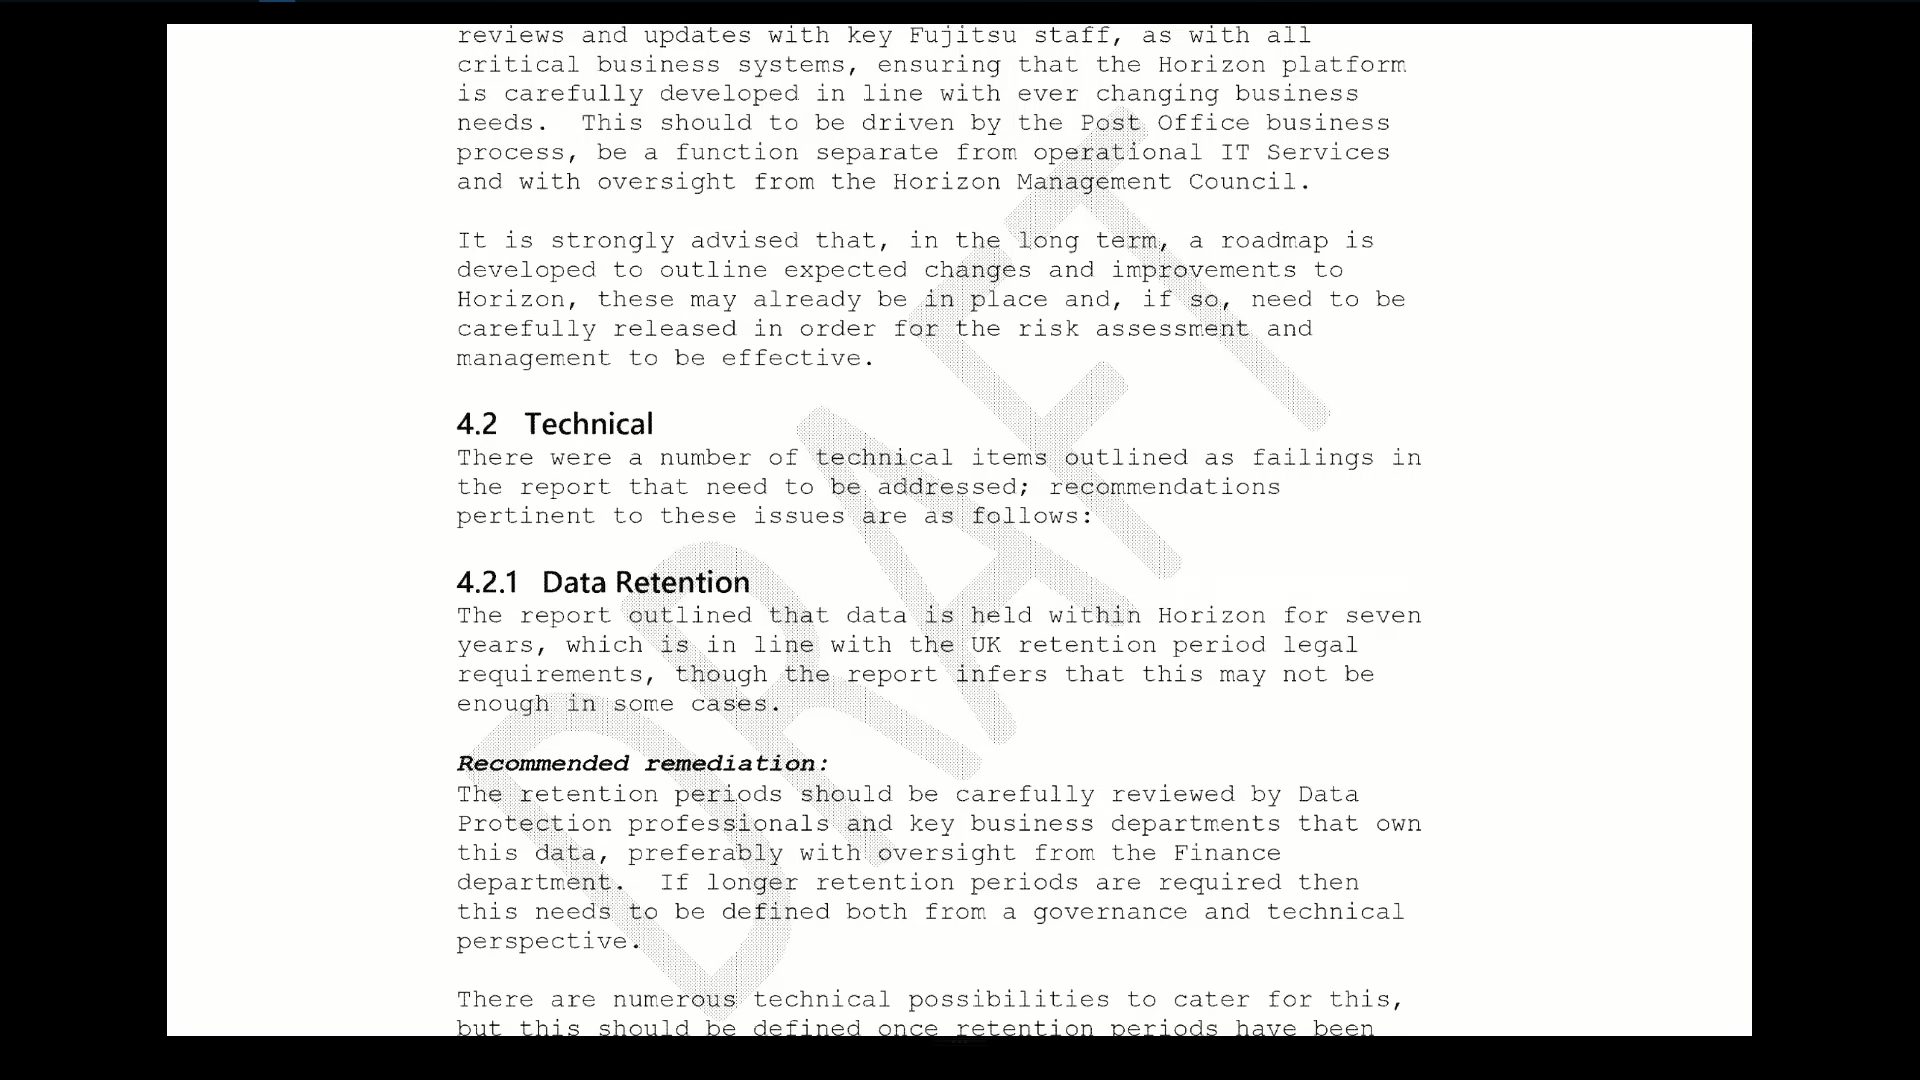 reviews and updates with key Fujitsu staff, as with all
critical business systems, ensuring that the Horizon platform
is carefully developed in line with ever changing business
needs.  This should to be driven by the Post Office business
process, be a function separate from operational IT Services
and with oversight from the Horizon Management Council.
It is strongly advised that, in the long term, a roadmap is
developed to outline expected changes and improvements to
Horizon, these may already be in place and, if so, need to be
carefully released in order for the risk assessment and
management to be effective.
4.2 Technical
There were a number of technical items outlined as failings in
the report that need to be addressed; recommendations
pertinent to these issues are as follows:
4.2.1 Data Retention
The report outlined that data is held within Horizon for seven
years, which is in line with the UK retention period legal
requirements, though the report infers that this may not be
enough in some cases.
Recommended remediation:
The retention periods should be carefully reviewed by Data
Protection professionals and key business departments that own
this data, preferably with oversight from the Finance
department.  If longer retention periods are required then
this needs to be defined both from a governance and technical
perspective.
There are numerous technical possibilities to cater for this,
but this should be defined once retention periods have been
DRAFT